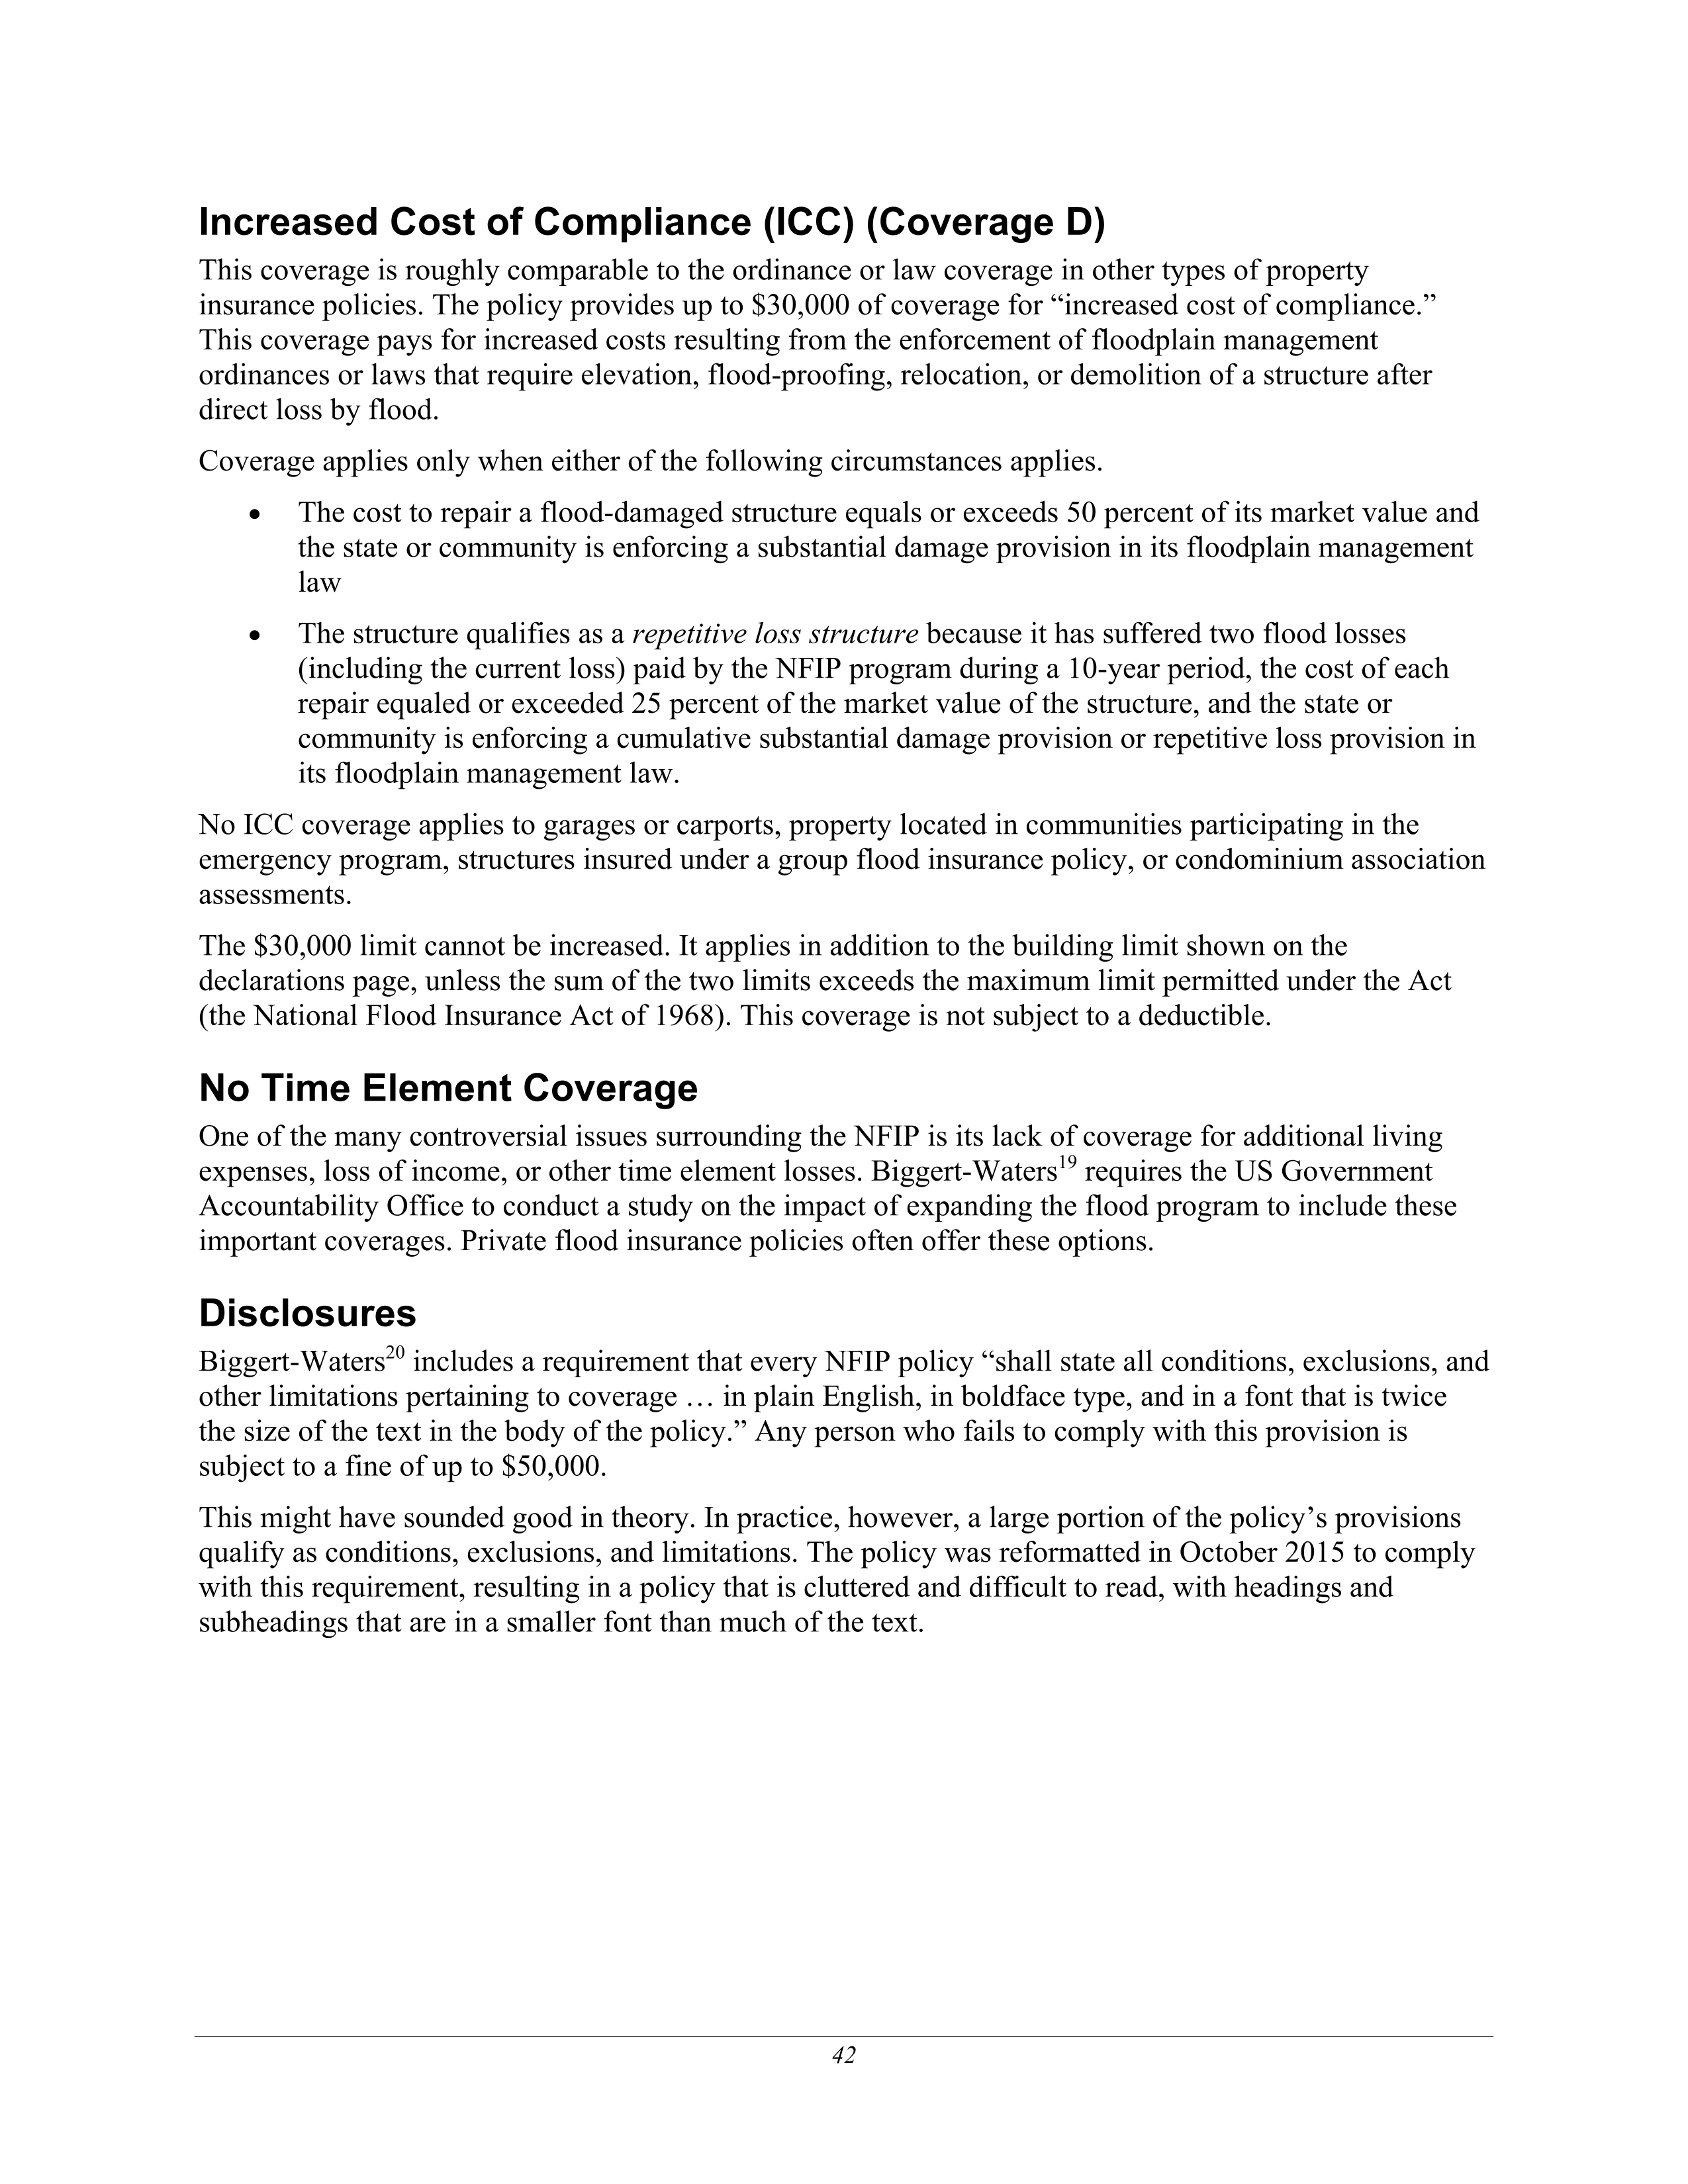 Increased Cost of Compliance (ICC) (Coverage D)
This coverage is roughly comparable to the ordinance or law coverage in other types of property
insurance policies. The policy provides up to $30,000 of coverage for “increased cost of compliance.”
This coverage pays for increased costs resulting from the enforcement of floodplain management
ordinances or laws that require elevation, flood-proofing, relocation, or demolition of a structure after
direct loss by flood.
Coverage applies only when either of the following circumstances applies.
• The cost to repair a flood-damaged structure equals or exceeds 50 percent of its market value and
the state or community is enforcing a substantial damage provision in its floodplain management
law
• The structure qualifies as a repetitive loss structure because it has suffered two flood losses
(including the current loss) paid by the NFIP program during a 10-year period, the cost of each
repair equaled or exceeded 25 percent of the market value of the structure, and the state or
community is enforcing a cumulative substantial damage provision or repetitive loss provision in
its floodplain management law.
No ICC coverage applies to garages or carports, property located in communities participating in the
emergency program, structures insured under a group flood insurance policy, or condominium association
assessments.
The $30,000 limit cannot be increased. It applies in addition to the building limit shown on the
declarations page, unless the sum of the two limits exceeds the maximum limit permitted under the Act
(the National Flood Insurance Act of 1968). This coverage is not subject to a deductible.
No Time Element Coverage
One of the many controversial issues surrounding the NFIP is its lack of coverage for additional living
expenses, loss of income, or other time element losses. Biggert-Waters19 requires the US Government
Accountability Office to conduct a study on the impact of expanding the flood program to include these
important coverages. Private flood insurance policies often offer these options.
Disclosures
Biggert-Waters20 includes a requirement that every NFIP policy “shall state all conditions, exclusions, and
other limitations pertaining to coverage … in plain English, in boldface type, and in a font that is twice
the size of the text in the body of the policy.” Any person who fails to comply with this provision is
subject to a fine of up to $50,000.
This might have sounded good in theory. In practice, however, a large portion of the policy’s provisions
qualify as conditions, exclusions, and limitations. The policy was reformatted in October 2015 to comply
with this requirement, resulting in a policy that is cluttered and difficult to read, with headings and
subheadings that are in a smaller font than much of the text.
42